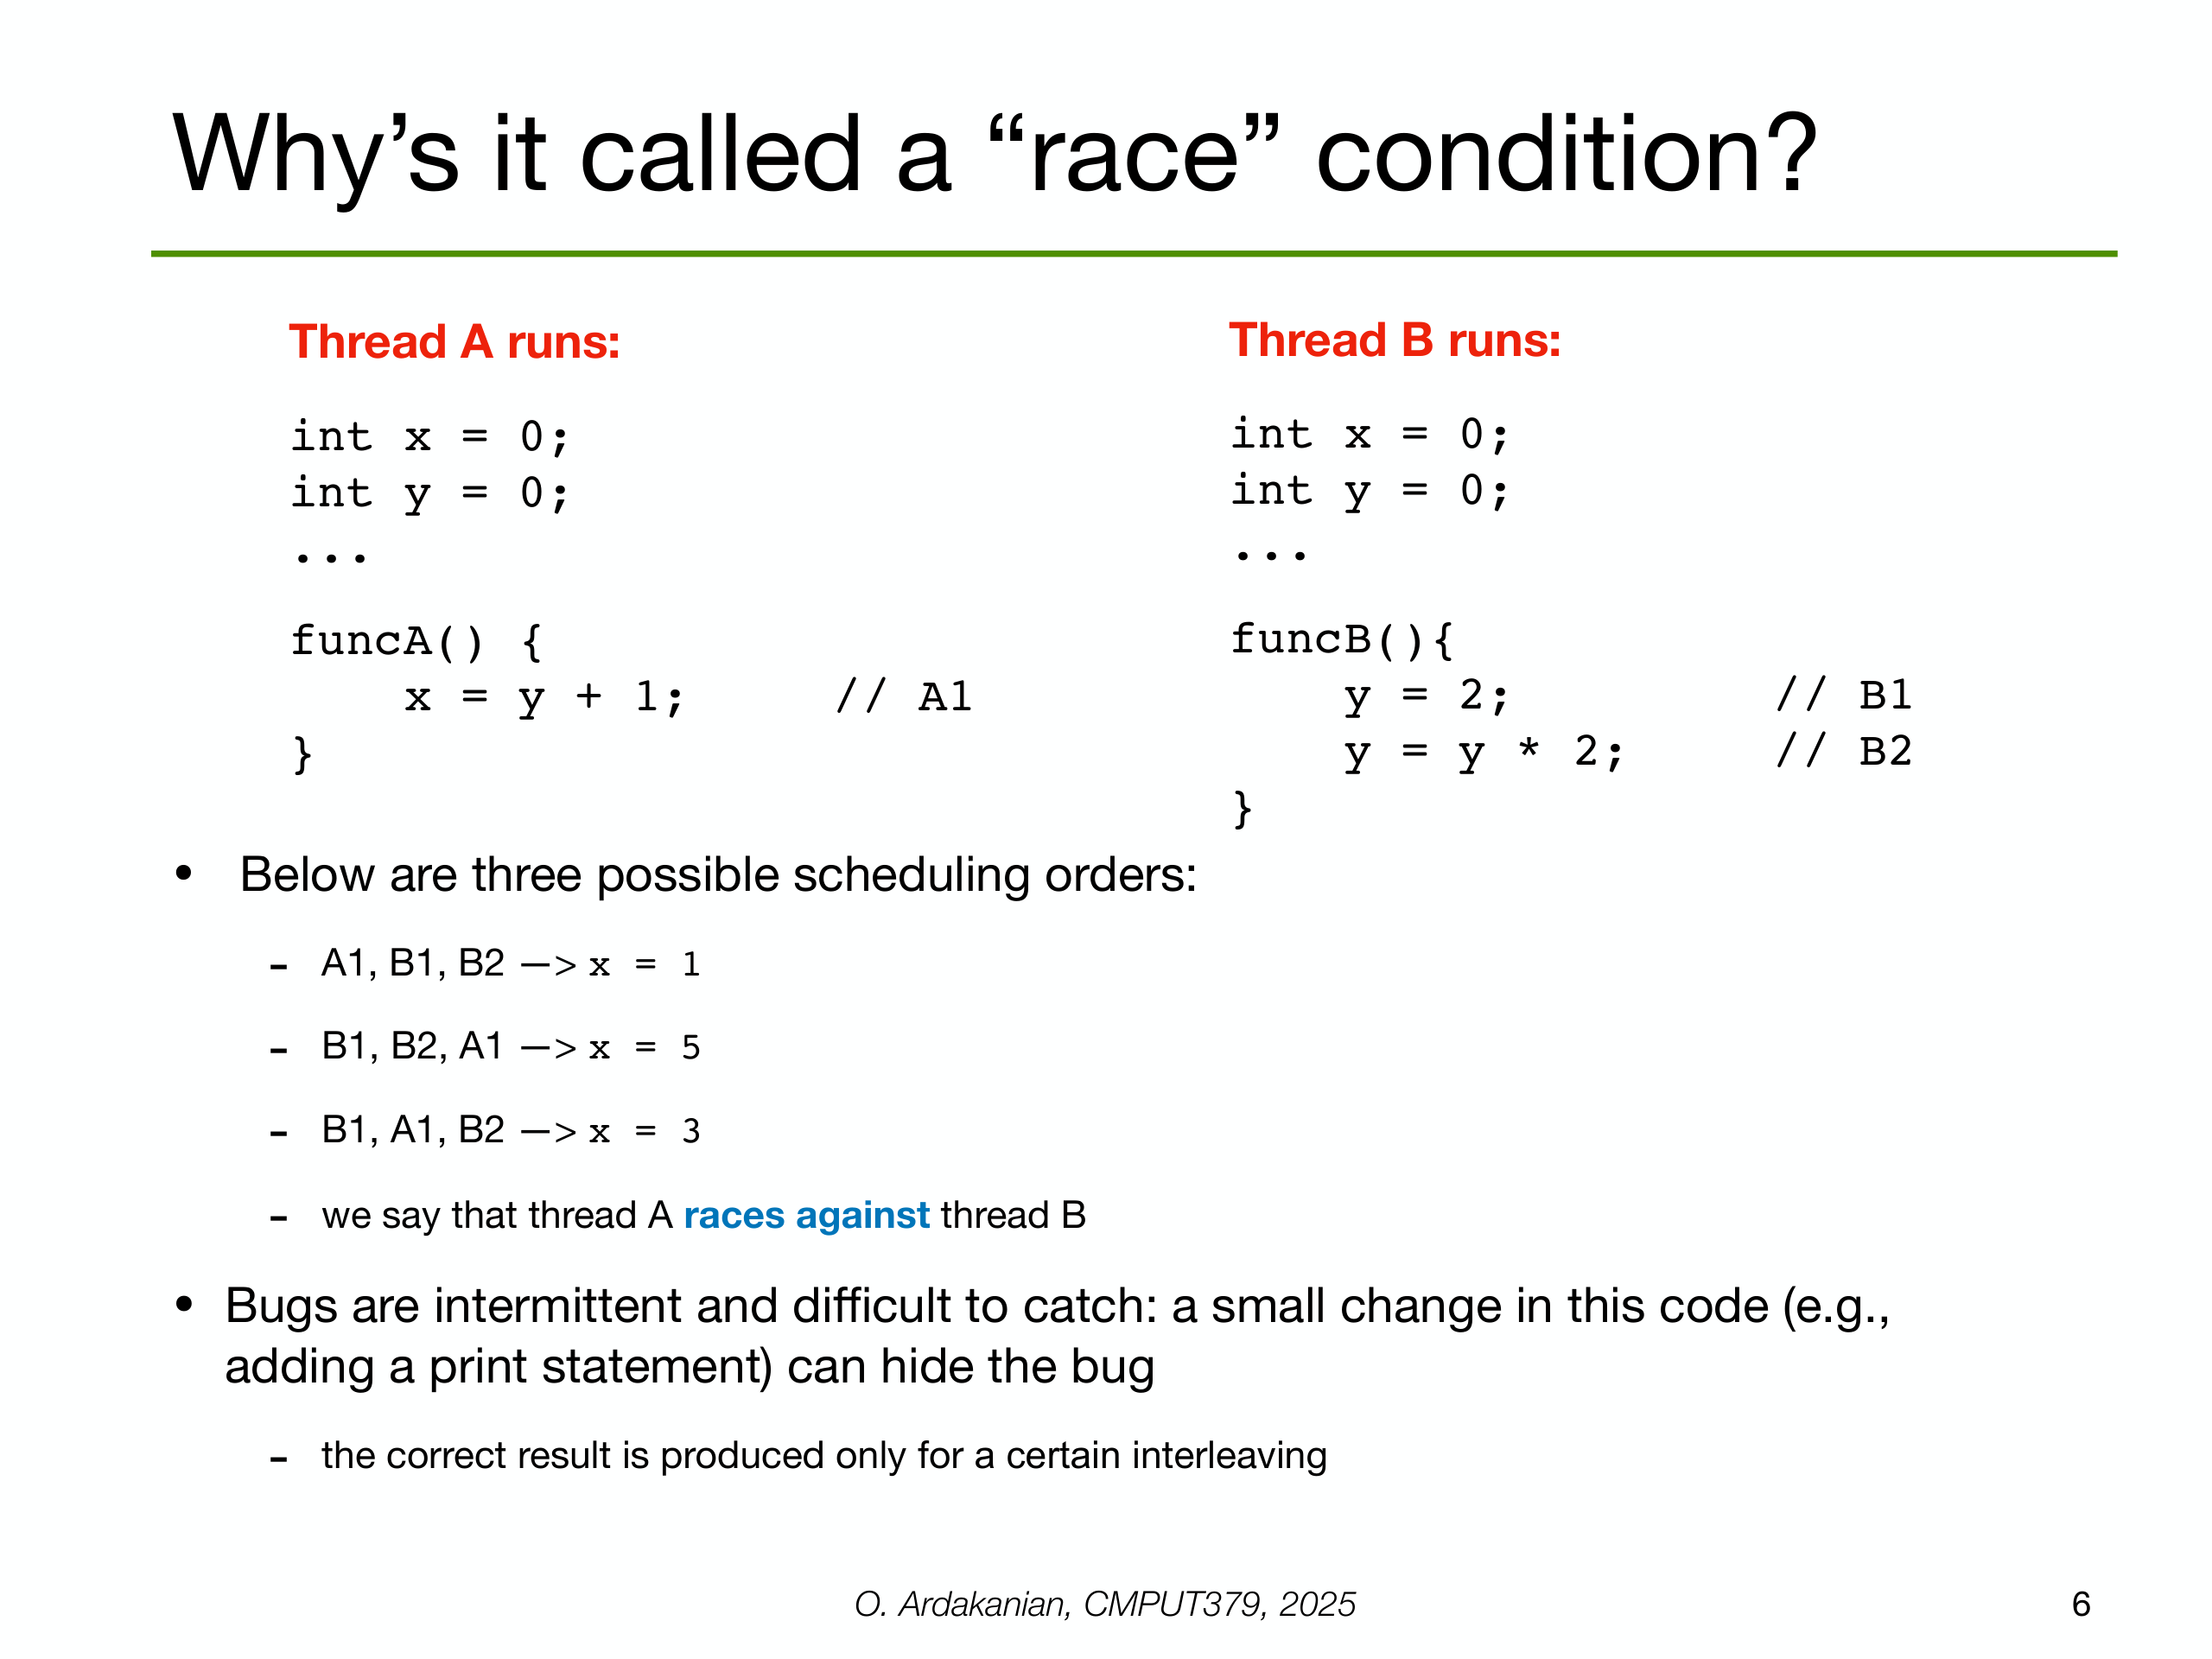 Why’s it called a “race” condition?
Thread A runs:
int x = 0;
int y = 0;
...
funcA() {
    x = y + 1;     // A1
}
Thread B runs:
int x = 0;
int y = 0;
...
funcB(){
    y = 2;         // B1
    y = y * 2;     // B2
}
• Below are three possible scheduling orders:
- A1, B1, B2 —> x = 1
- B1, B2, A1 —> x = 5
- B1, A1, B2 —> x = 3
- we say that thread A races against thread B
• Bugs are intermittent and difficult to catch: a small change in this code (e.g.,
adding a print statement) can hide the bug
- the correct result is produced only for a certain interleaving
O. Ardakanian, CMPUT379, 2025
6